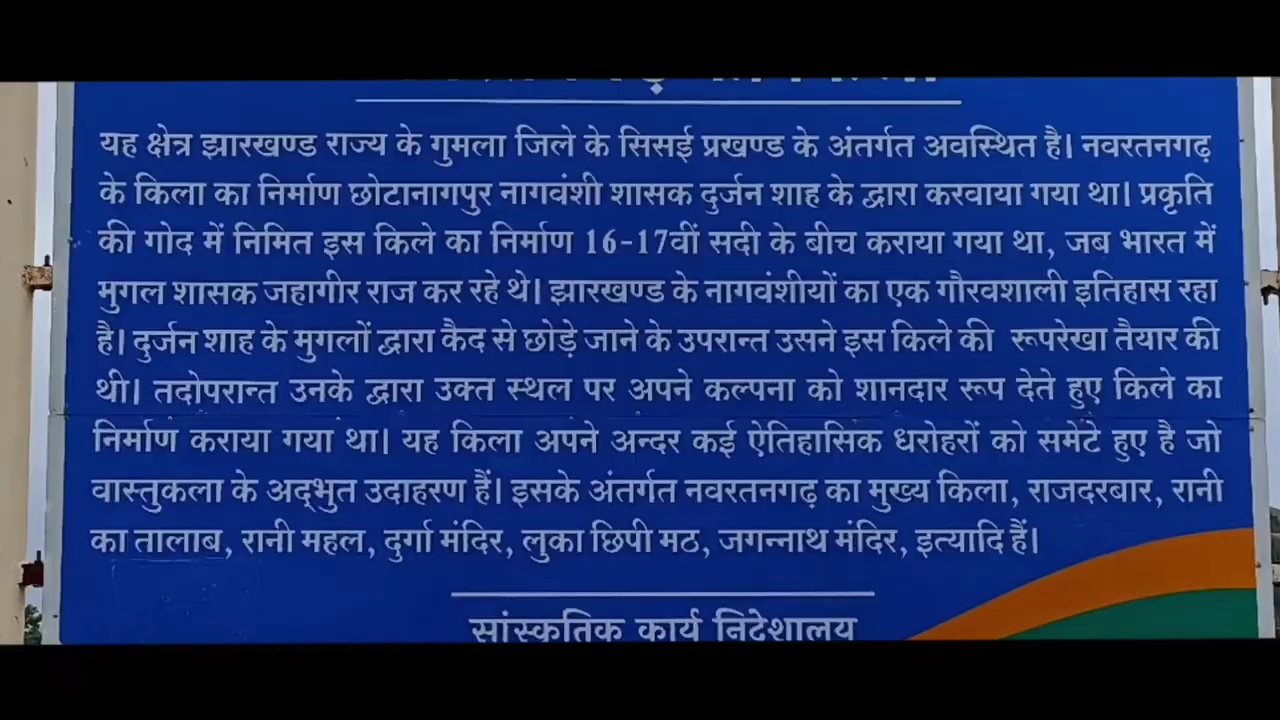 यह क्षेत्र झारखण्ड राज्य के गुमला जिले के सिसई प्रखण्ड के अंतर्गत अवस्थित है। नवरतनगढ़
के किला का निर्माण छोटानागपुर नागवंशी शासक दुर्जन शाह के द्वारा करवाया गया था। प्रकृति
की गोद में निमित इस किले का निर्माण 16-17वीं सदी के बीच कराया गया था, जब भारत में
मुगल शासक जहागीर राज कर रहे थे। झारखण्ड के नागवंशीयों का एक गौरवशाली इतिहास रहा
है। दुर्जन शाह के मुगलों द्वारा कैद से छोड़े जाने के उपरान्त उसने इस किले की रूपरेखा तैयार की
थी। तदोपरान्त उनके द्वारा उक्त स्थल पर अपने कल्पना को शानदार रूप देते हुए किले का
निर्माण कराया गया था। यह किला अपने अन्दर कई ऐतिहासिक धरोहरों को समेटे हुए है जो
वास्तुकला के अद्भुत उदाहरण हैं। इसके अंतर्गत नवरतनगढ़ का मुख्य किला, राजदरबार, रानी
का तालाब, रानी महल, दुर्गा मंदिर, लुका छिपी मठ, जगन्नाथ मंदिर, इत्यादि हैं।
सांस्कृतिक कार्य निदेशालय